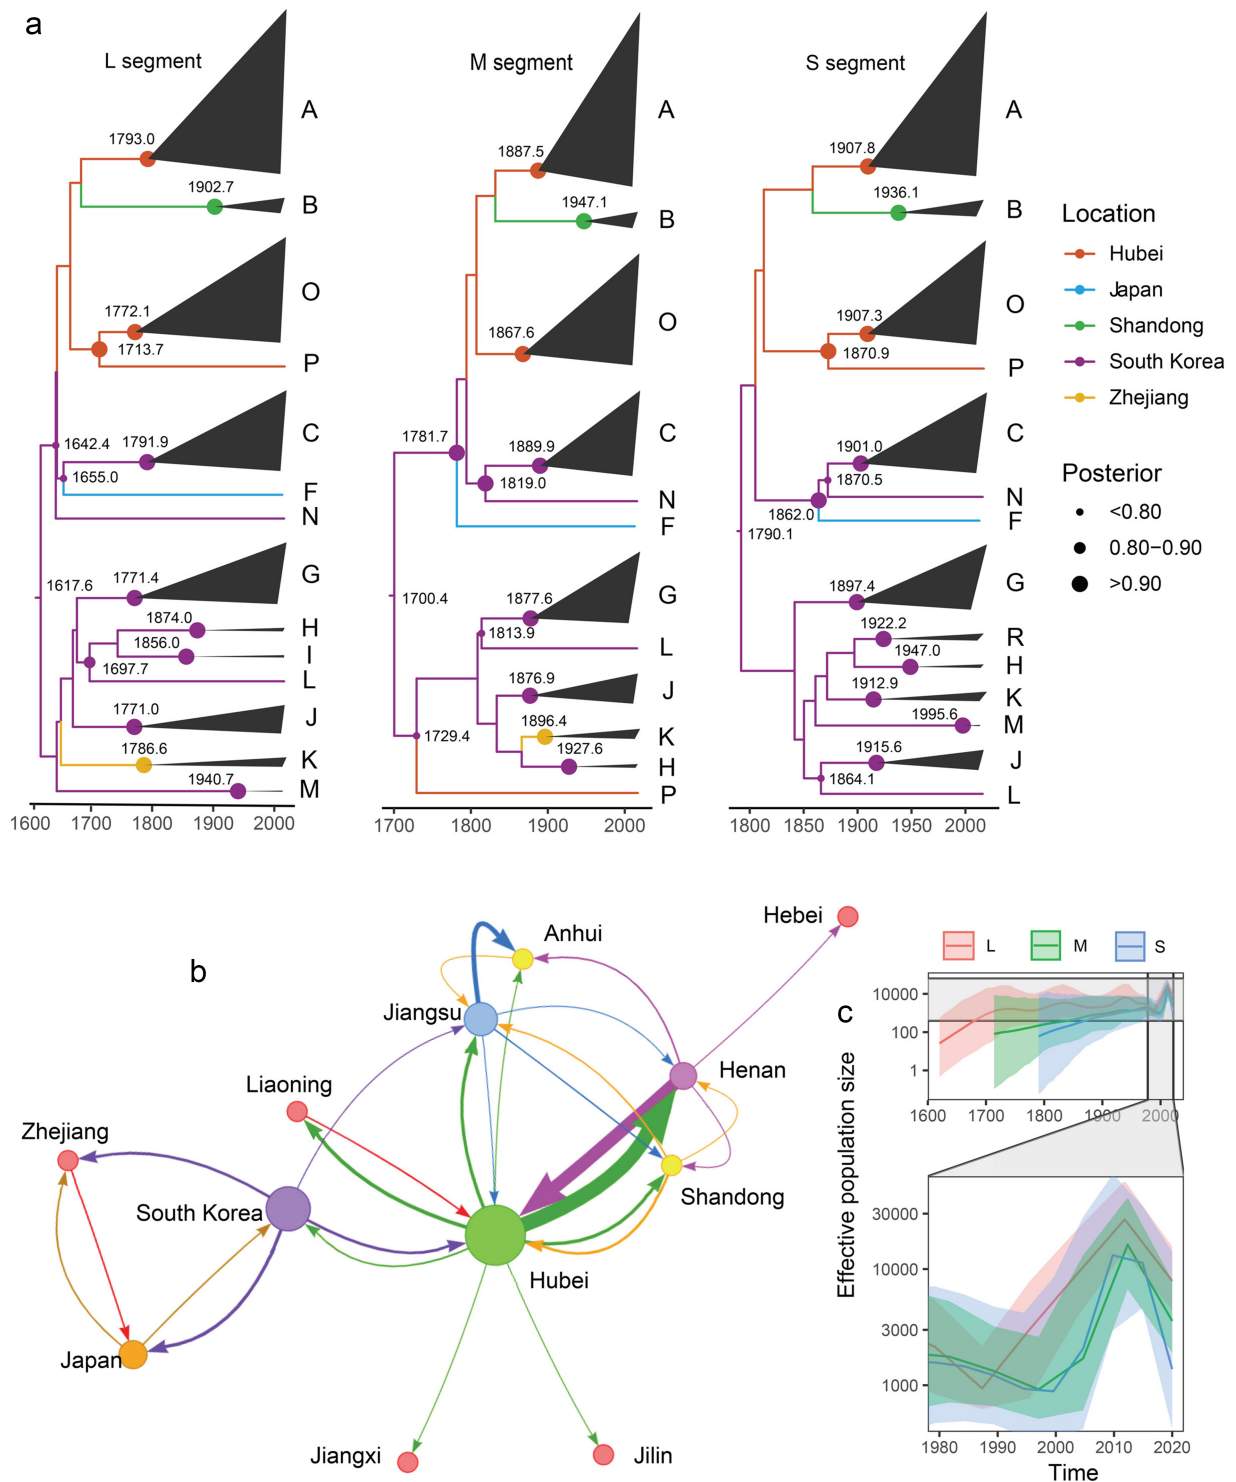 a
L segment
M segment
S segment
A
1793.0
1902.7
B
O
1772.1
1713.7
P
C
1642.4
1791.9
1655.0
F
N
G
1617.6
1771.4
1874.0
H
1856.0
I
1697.7
L
1771.0
J
1786.6
K
1940.7
M
1600 1700 1800 1900 2000
A
1887.5
1947.1
B
O
1867.6
C
1781.7
1889.9
1819.0
N
F
G
1700.4
1877.6
1813.9
L
1876.9
J
1896.4
K
1927.6
H
1729.4
P
1700 1800 1900 2000
A
1907.8
1936.1
B
O
1907.3
1870.9
P
C
1901.0
1870.5
N
1862.0
F
1790.1
G
1897.4
1922.2
R
1947.0
H
1912.9
K
1995.6
M
1915.6
J
1864.1
L
1800 1850 1900 1950 2000
Location
Hubei
Japan
Shandong
South Korea
Zhejiang
Posterior
<0.80
0.80−0.90
>0.90
b
Hebei
Anhui
Jiangsu
Henan
Liaoning
Zhejiang
Shandong
South Korea
Hubei
Japan
Jiangxi
Jilin
c
L M S
10000
100
1
1600 1700 1800 1900 2000
Effective population size
30000
10000
3000
1000
1980 1990 2000 2010 2020
Time